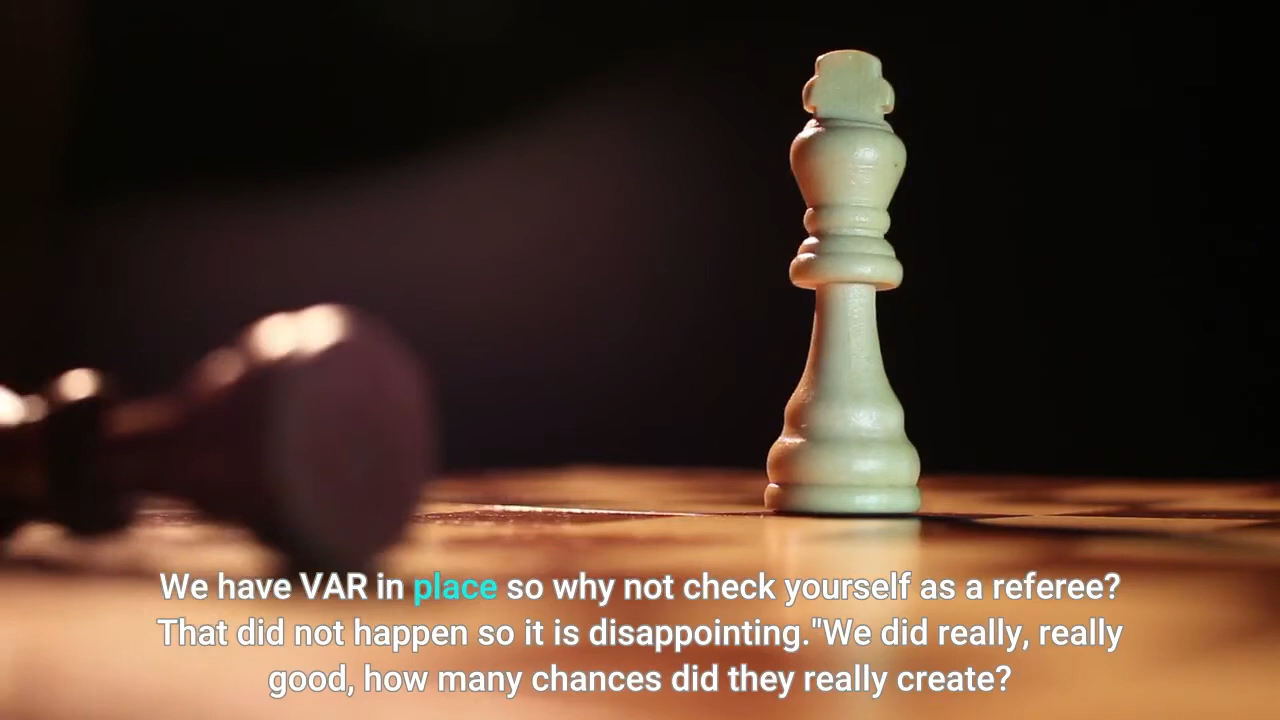 We have VAR in place so why not check yourself as a referee?
That did not happen so it is disappointing."We did really, really
good, how many chances did they really create?